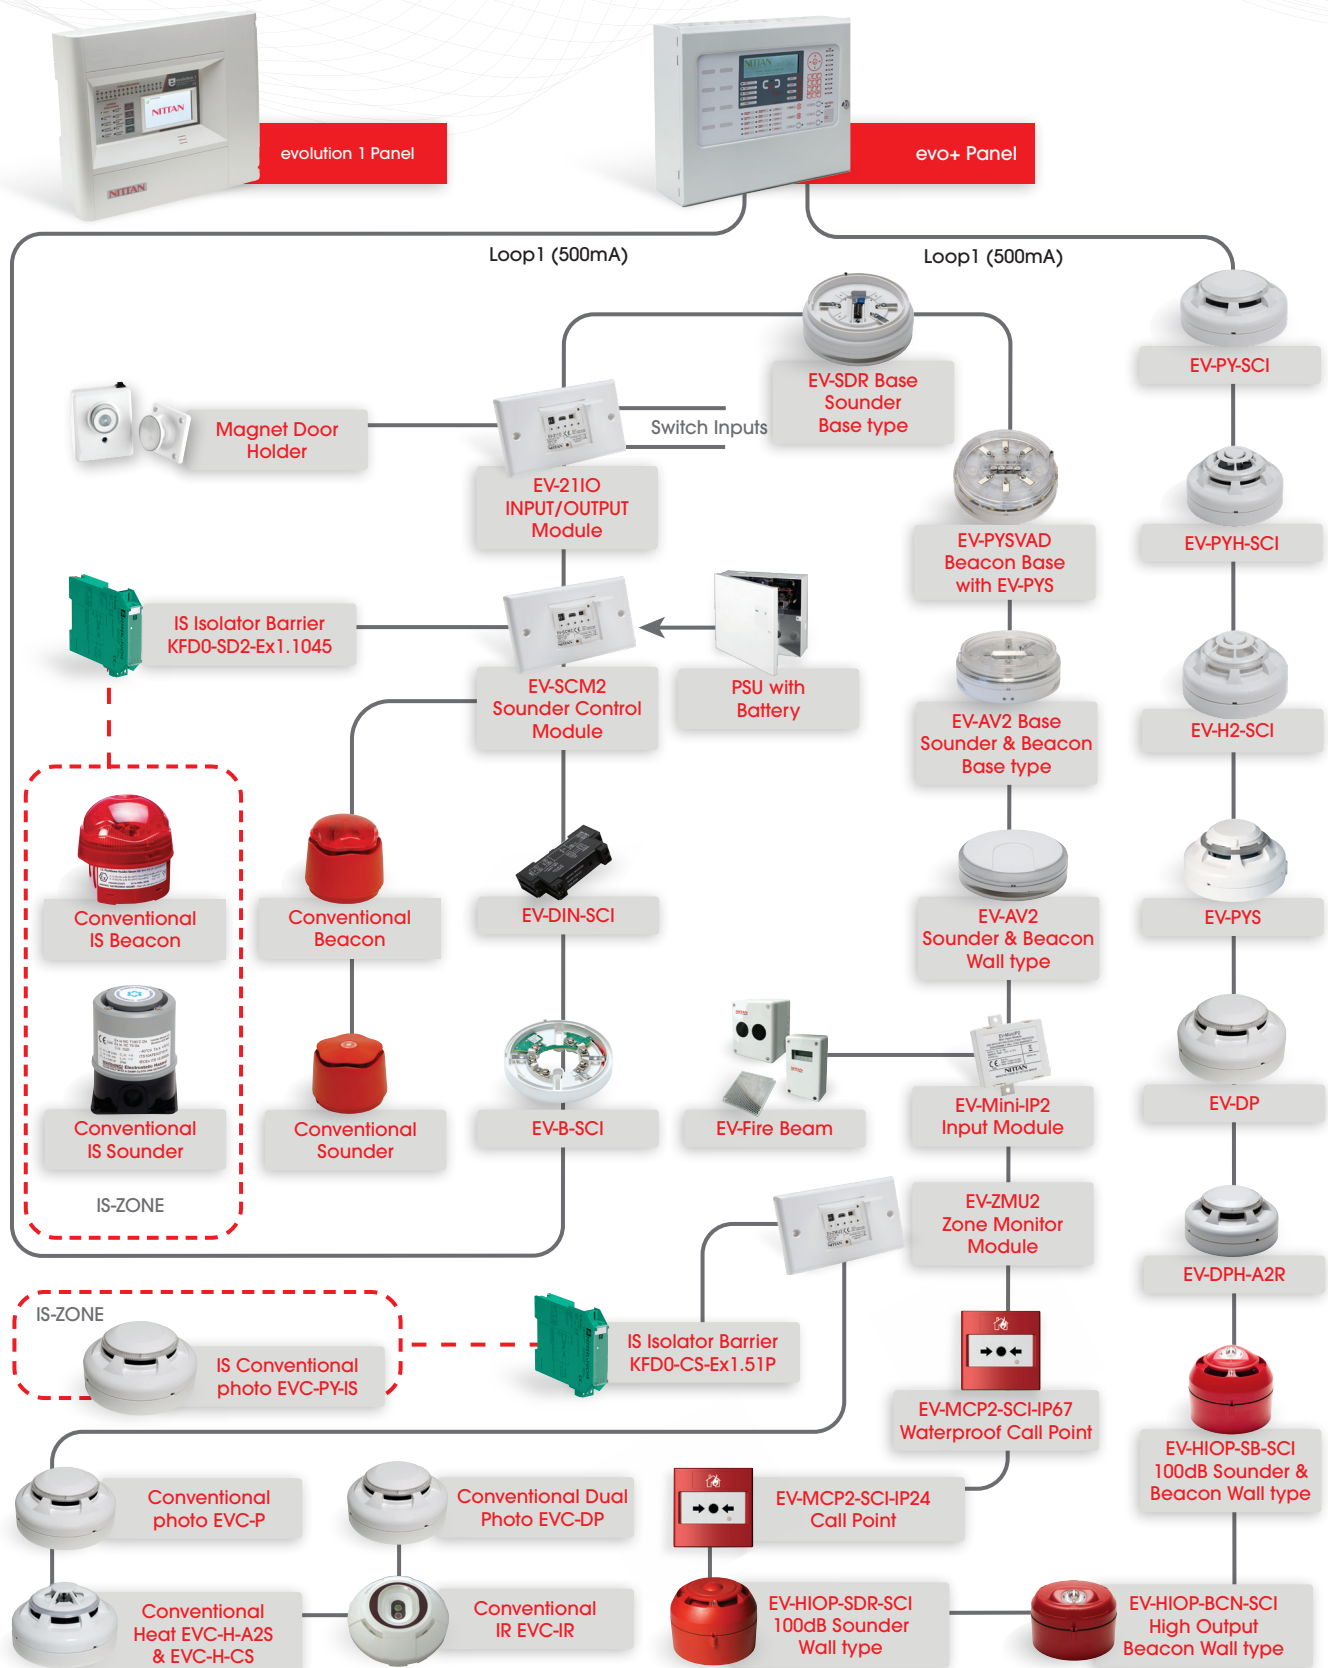 NITTAN
NITTAN
evolution 1 Panel
NITTAN
evo+ Panel
Loop1 (500mA)
Loop1 (500mA)
EV-PY-SCI
EV-SDR Base
Sounder
Base type
Magnet Door
Holder
Switch Inputs
EV-21IO
INPUT/OUTPUT
Module
EV-PYSVAD
Beacon Base
with EV-PYS
EV-PYH-SCI
IS Isolator Barrier
KFD0-SD2-Ex1.1045
EV-SCM2
Sounder Control
Module
PSU with
Battery
EV-AV2 Base
Sounder & Beacon
Base type
EV-H2-SCI
Conventional
IS Beacon
Conventional
Beacon
EV-DIN-SCI
EV-AV2
Sounder & Beacon
Wall type
EV-PYS
Conventional
IS Sounder
IS-ZONE
Conventional
Sounder
EV-B-SCI
EV-Fire Beam
NITTAN
EV-Mini-IP2
Input Module
EV-DP
EV-ZMU2
Zone Monitor
Module
EV-DPH-A2R
IS-ZONE
IS Conventional
photo EVC-PY-IS
IS Isolator Barrier
KFD0-CS-Ex1.51P
EV-MCP2-SCI-IP67
Waterproof Call Point
EV-HIOP-SB-SCI
100dB Sounder &
Beacon Wall type
Conventional
photo EVC-P
Conventional Dual
Photo EVC-DP
EV-MCP2-SCI-IP24
Call Point
Conventional
Heat EVC-H-A2S
& EVC-H-CS
Conventional
IR EVC-IR
EV-HIOP-SDR-SCI
100dB Sounder
Wall type
EV-HIOP-BCN-SCI
High Output
Beacon Wall type